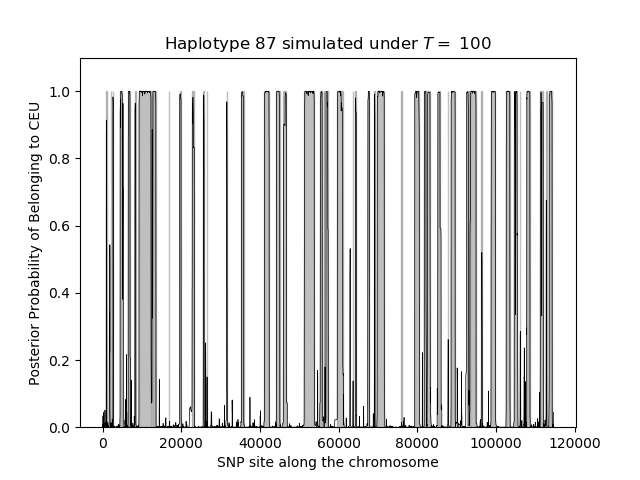 Haplotype 87 simulated under T = 100
Posterior Probability of Belonging to CEU
1.0
0.8
0.6
0.4
0.2
0.0
0 20000 40000 60000 80000 100000 120000
SNP site along the chromosome